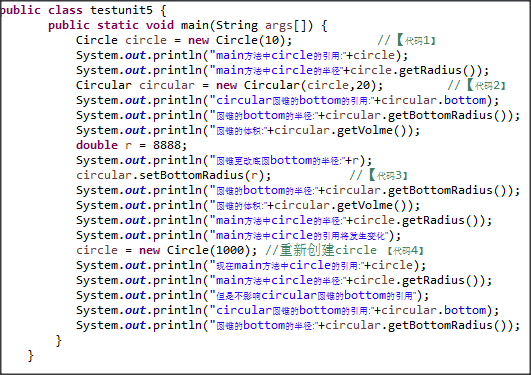 public class testunit5 {
public static void main(String args[]) {
Circle circle = new Circle(10); //【代码1】
System.out.println("main方法中circle的引用:"+circle);
System.out.println("main方法中circle的半径"+circle.getRadius());
Circular circular = new Circular(circle,20); //【代码2】
System.out.println("circular圆锥的bottom的引用:"+circular.bottom);
System.out.println("圆锥的bottom的半径:"+circular.getBottomRadius());
System.out.println("圆锥的体积:"+circular.getVolme());
double r = 8888;
System.out.println("圆锥更改底圆bottom的半径:"+r);
circular.setBottomRadius(r); //【代码3】
System.out.println("圆锥的bottom的半径:"+circular.getBottomRadius());
System.out.println("圆锥的体积:"+circular.getVolme());
System.out.println("main方法中circle的半径:"+circle.getRadius());
System.out.println("main方法中circle的引用将发生变化");
circle = new Circle(1000); //重新创建circle 【代码4】
System.out.println("现在main方法中circle的引用:"+circle);
System.out.println("main方法中circle的半径:"+circle.getRadius());
System.out.println("但是不影响circular圆锥的bottom的引用");
System.out.println("circular圆锥的bottom的引用:"+circular.bottom);
System.out.println("圆锥的bottom的半径:"+circular.getBottomRadius());
}
}